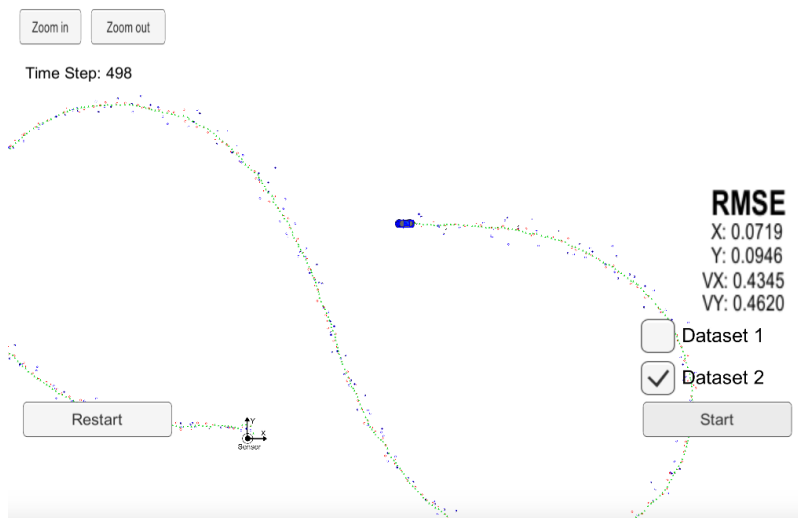 Zoom in
Zoom out
Time Step: 498
RMSE
X: 0.0719
Y: 0.0946
VX: 0.4345
VY: 0.4620
Dataset 1
Dataset 2
Restart
Start
Y
X
Sensor